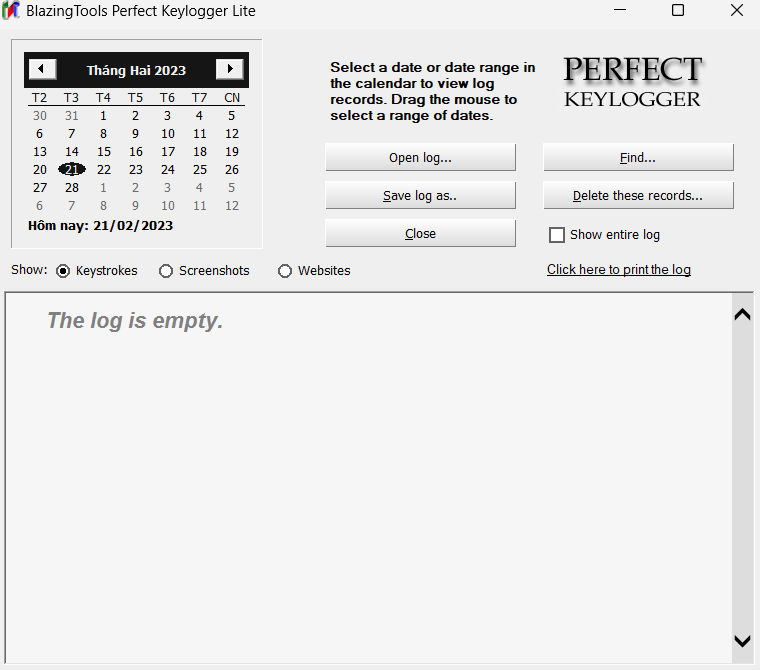 BlazingTools Perfect Keylogger Lite
Tháng Hai 2023
T2 T3 T4 T5 T6 T7 CN
30 31 1 2 3 4 5
6 7 8 9 10 11 12
13 14 15 16 17 18 19
20 21 22 23 24 25 26
27 28 1 2 3 4 5
6 7 8 9 10 11 12
Hôm nay: 21/02/2023
Select a date or date range in
the calendar to view log
records. Drag the mouse to
select a range of dates.
PERFECT
KEYLOGGER
Open log...
Find...
Save log as..
Delete these records...
Close
Show entire log
Show: Keystrokes Screenshots Websites
Click here to print the log
The log is empty.